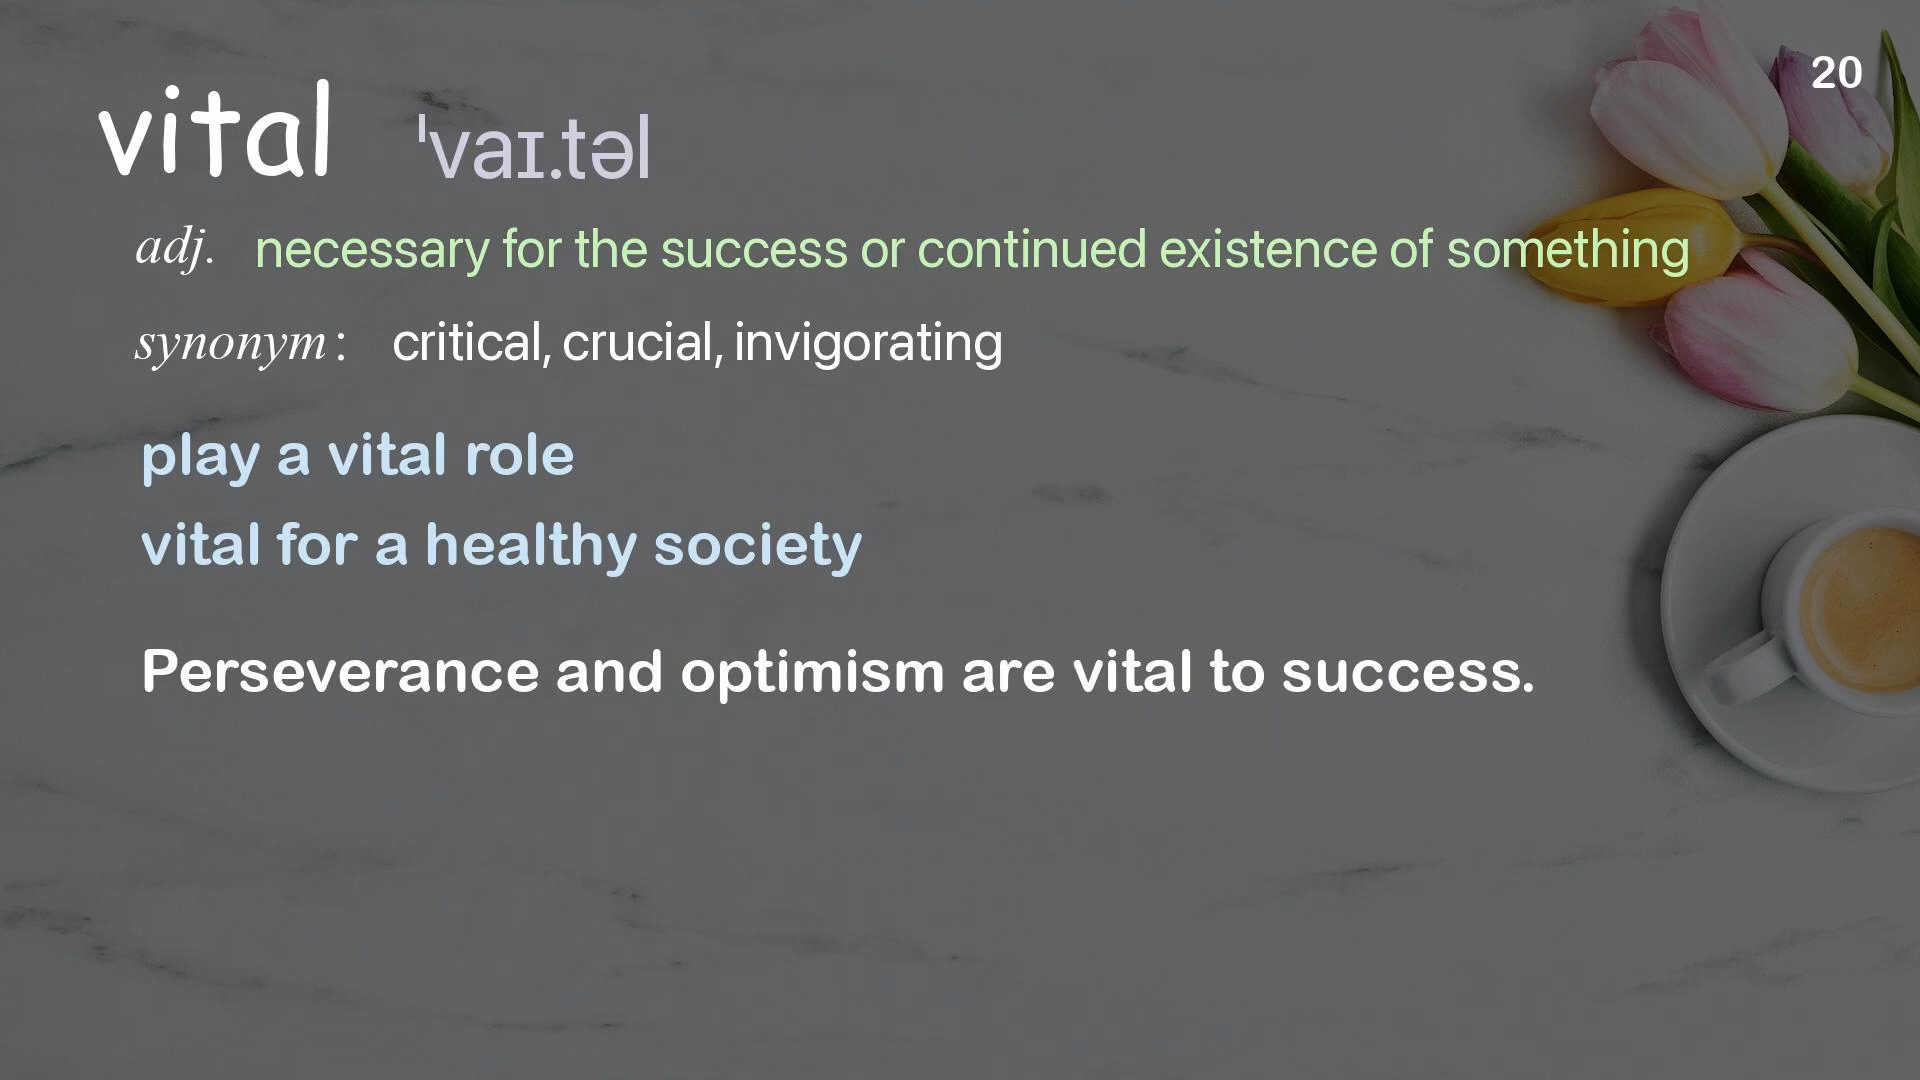 20
vital ˈvaɪ.təl
adj. necessary for the success or continued existence of something
synonym: critical, crucial, invigorating
play a vital role
vital for a healthy society
Perseverance and optimism are vital to success.